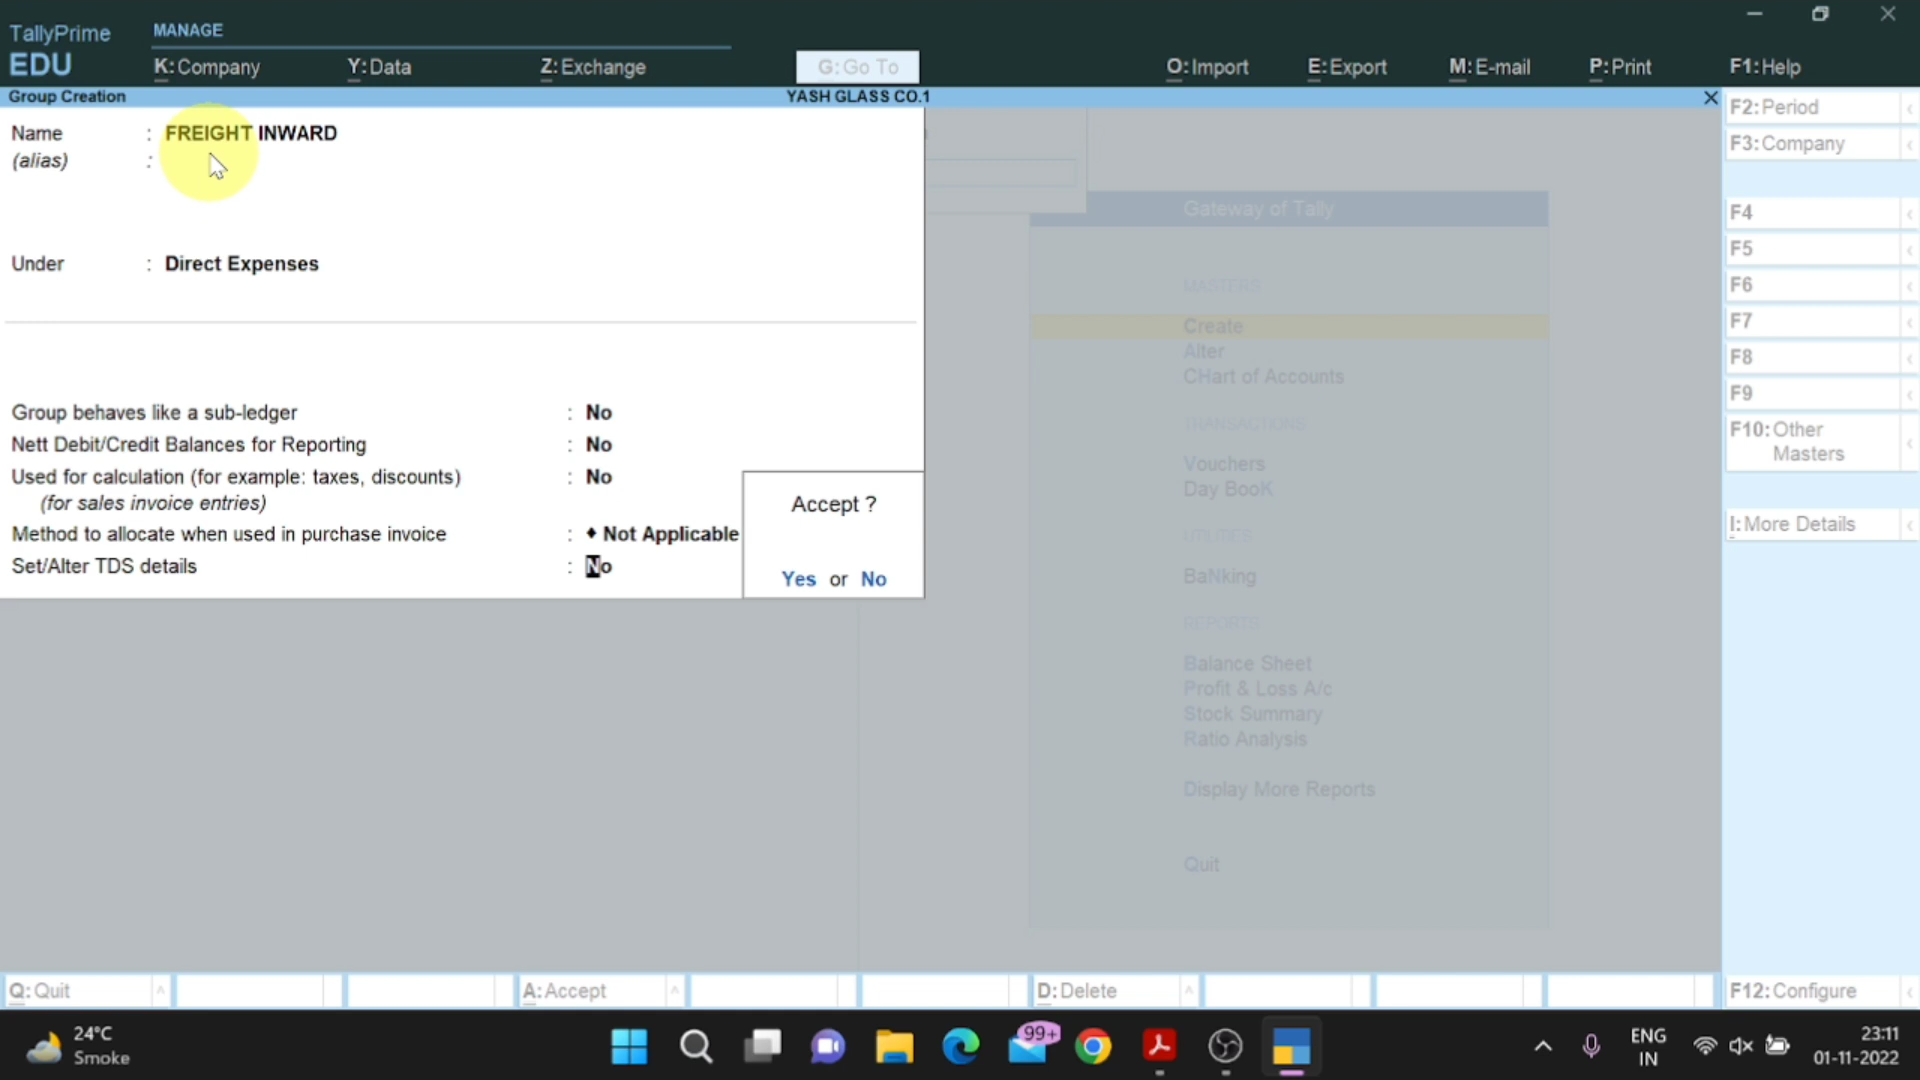 TallyPrime
EDU
MANAGE
K:Company
Y:Data
Z:Exchange
G:Go To
O:Import
E:Export
M:E-mail
P:Print
F1:Help
Group Creation
YASH GLASS CO.1
Name : FREIGHT INWARD
(alias) :
Under : Direct Expenses
Group behaves like a sub-ledger : No
Nett Debit/Credit Balances for Reporting : No
Used for calculation (for example: taxes, discounts) : No
(for sales invoice entries)
Method to allocate when used in purchase invoice : ♦ Not Applicable
Set/Alter TDS details : No
Accept ?
Yes or No
Gateway of Tally
MASTERS
Create
Alter
CHart of Accounts
TRANSACTIONS
Vouchers
Day BooK
UTILITIES
BaNking
REPORTS
Balance Sheet
Profit & Loss A/c
Stock Summary
Ratio Analysis
Display More Reports
Quit
F2:Period
F3:Company
F4
F5
F6
F7
F8
F9
F10:Other
Masters
I:More Details
F12:Configure
Q:Quit
A:Accept
D:Delete
24°C
Smoke
99+
ENG
IN
23:11
01-11-2022